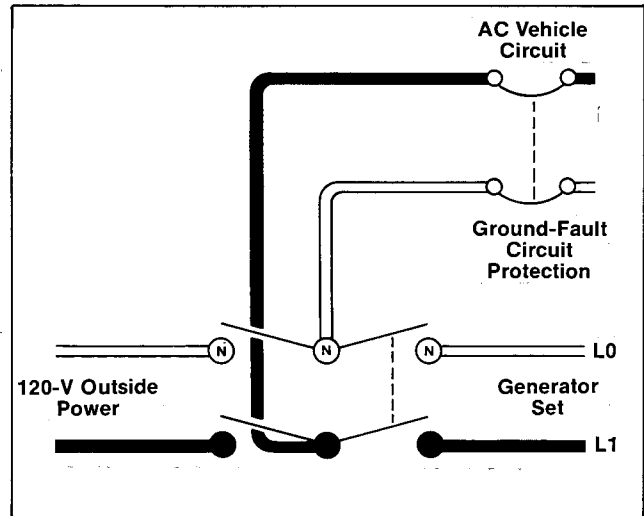 AC Vehicle
Circuit
Ground-Fault
Circuit
Protection
N N N L0
120-V Outside
Power
Generator
Set
L1